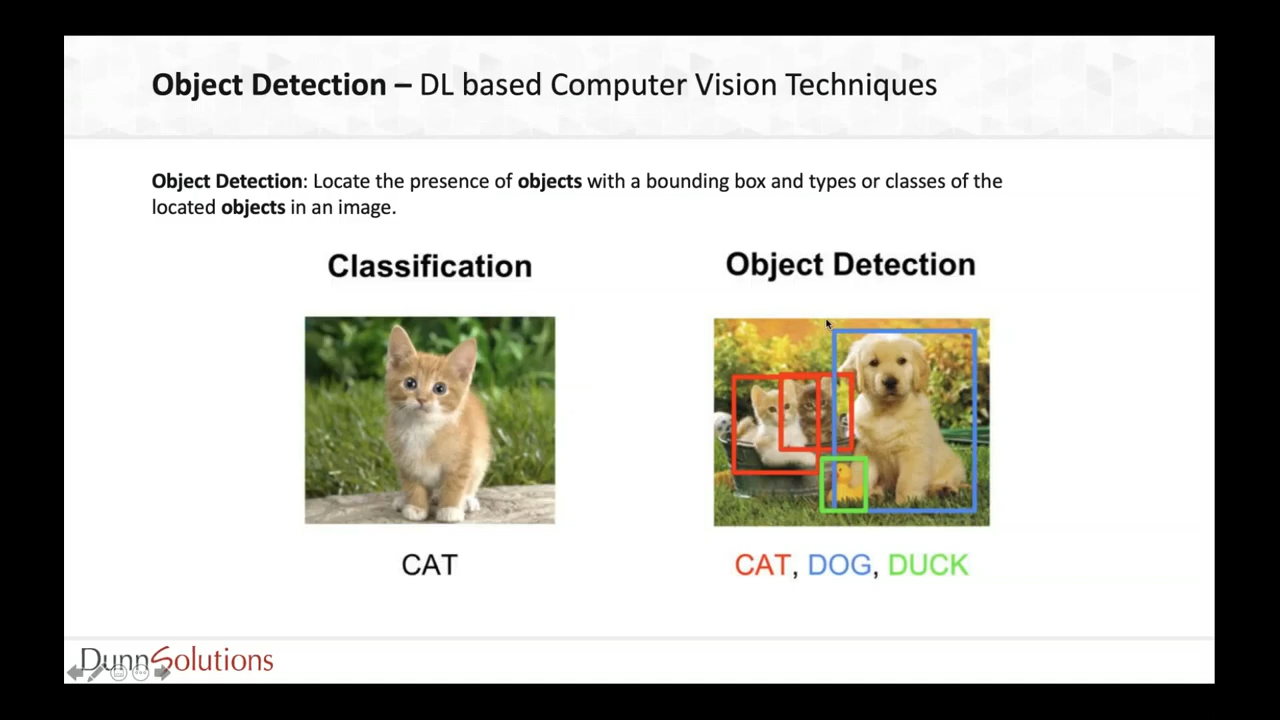 Object Detection – DL based Computer Vision Techniques
Object Detection: Locate the presence of objects with a bounding box and types or classes of the
located objects in an image.
Classification
Object Detection
CAT
CAT, DOG, DUCK
DunnSolutions